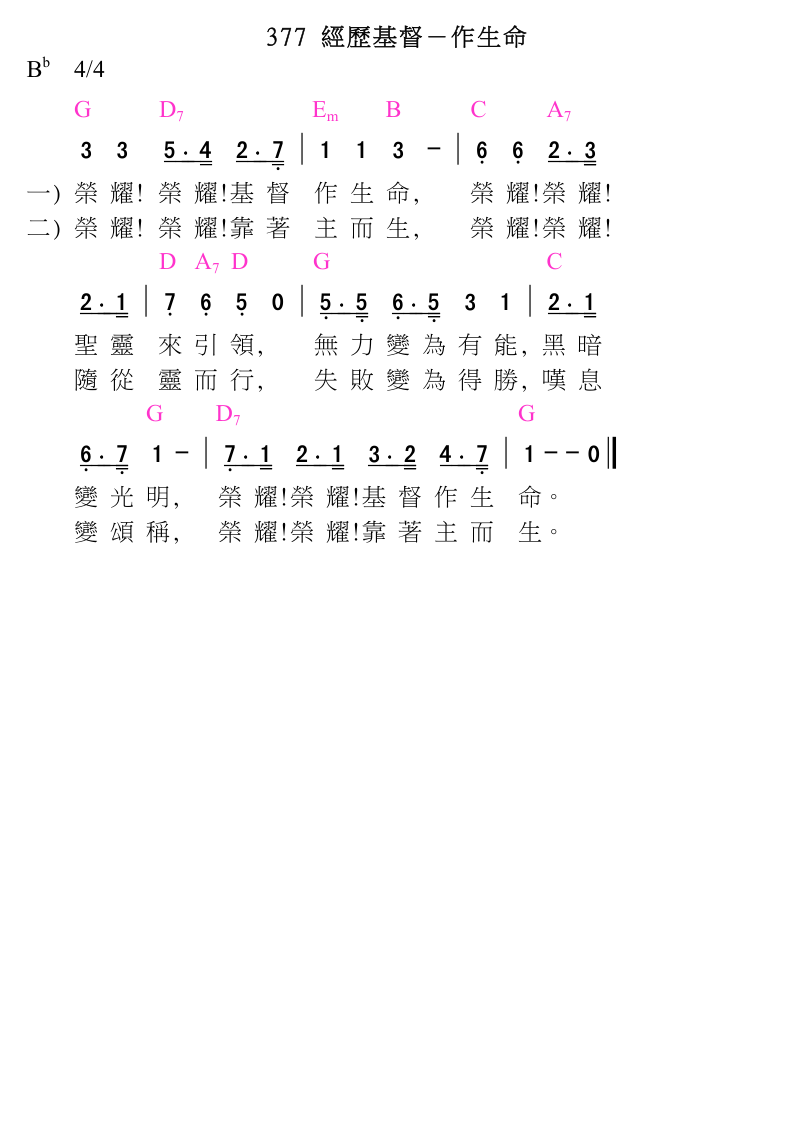 377 經歷基督－作生命
Bb 4/4
G D7 Em B C A7
3 3 5·4 2·7 | 1 1 3 - | 6 6 2·3
一) 榮 耀! 榮 耀!基 督 作 生 命, 榮 耀!榮 耀!
二) 榮 耀! 榮 耀!靠 著 主 而 生, 榮 耀!榮 耀!
D A7 D G C
2·1 | 7 6 5 0 | 5·5 6·5 3 1 | 2·1
聖 靈 來 引 領, 無 力 變 為 有 能, 黑 暗
隨 從 靈 而 行, 失 敗 變 為 得 勝, 嘆 息
G D7 G
6·7 1 - | 7·1 2·1 3·2 4·7 | 1 - - 0 ‖
變 光 明, 榮 耀!榮 耀!基 督 作 生 命。
變 頌 稱, 榮 耀!榮 耀!靠 著 主 而 生。